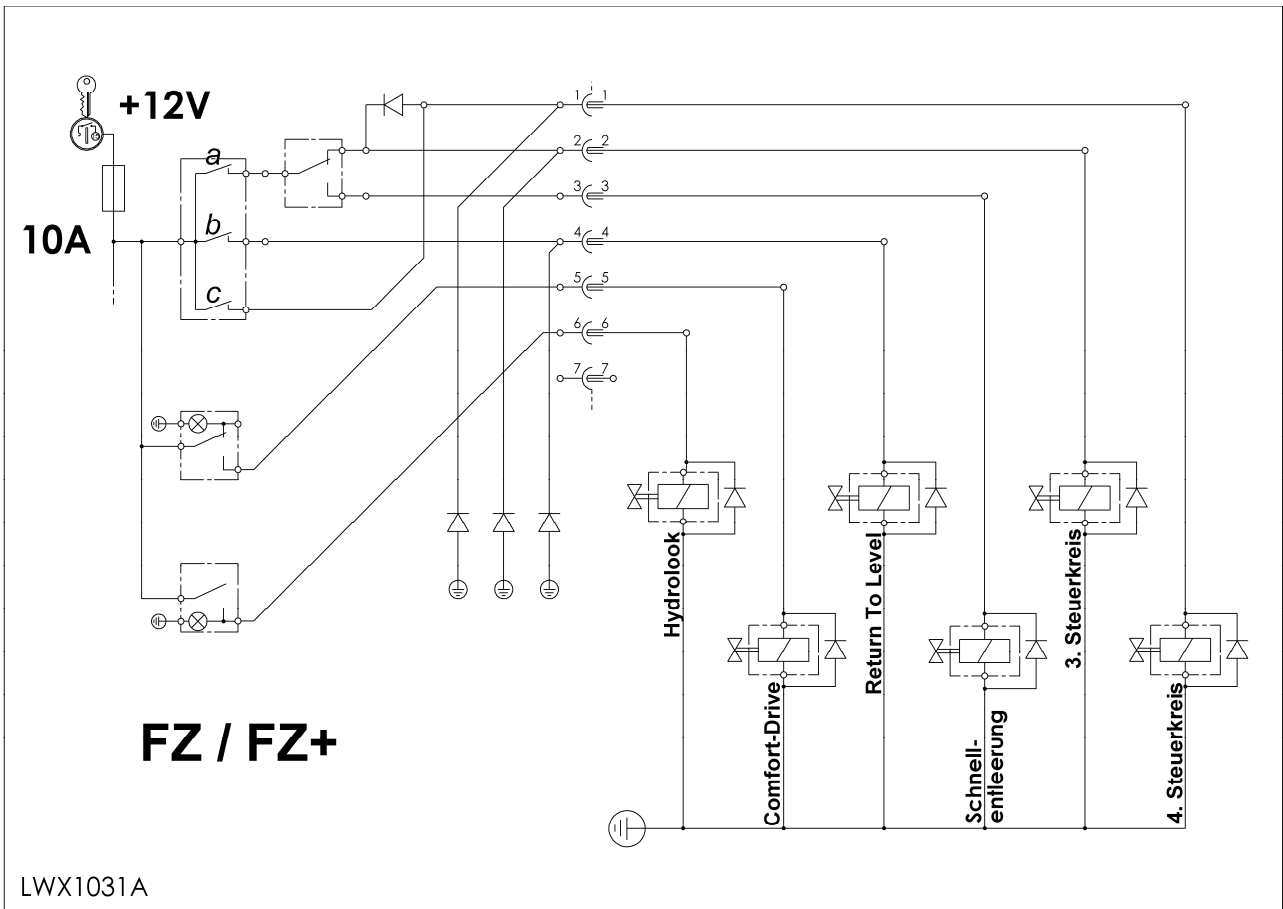 +12V
10A
a
b
c
1 1
2 2
3 3
4 4
5 5
6 6
7 7
Hydrolook
Comfort-Drive
Return To Level
Schnell-
entleerung
3. Steuerkreis
4. Steuerkreis
FZ / FZ+
LWX1031A